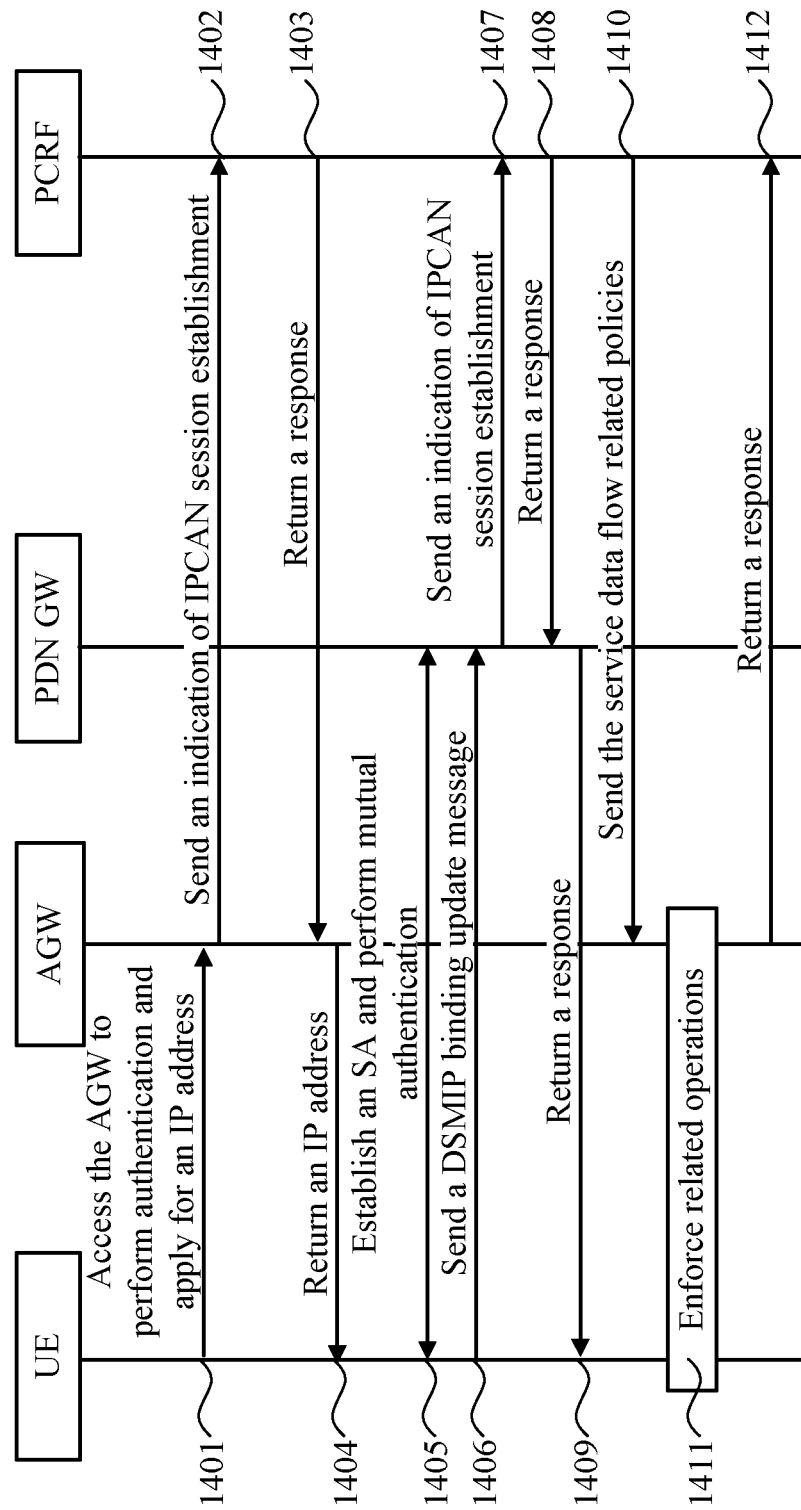 UE
AGW
PDN GW
PCRF
Access the AGW to
perform authentication and
apply for an IP address
1401
Send an indication of IPCAN session establishment
1402
Return a response
1403
Return an IP address
1404
Establish an SA and perform mutual
authentication
1405
Send a DSMIP binding update message
1406
Send an indication of IPCAN
session establishment
1407
Return a response
1408
Return a response
1409
Send the service data flow related policies
1410
Enforce related operations
1411
Return a response
1412